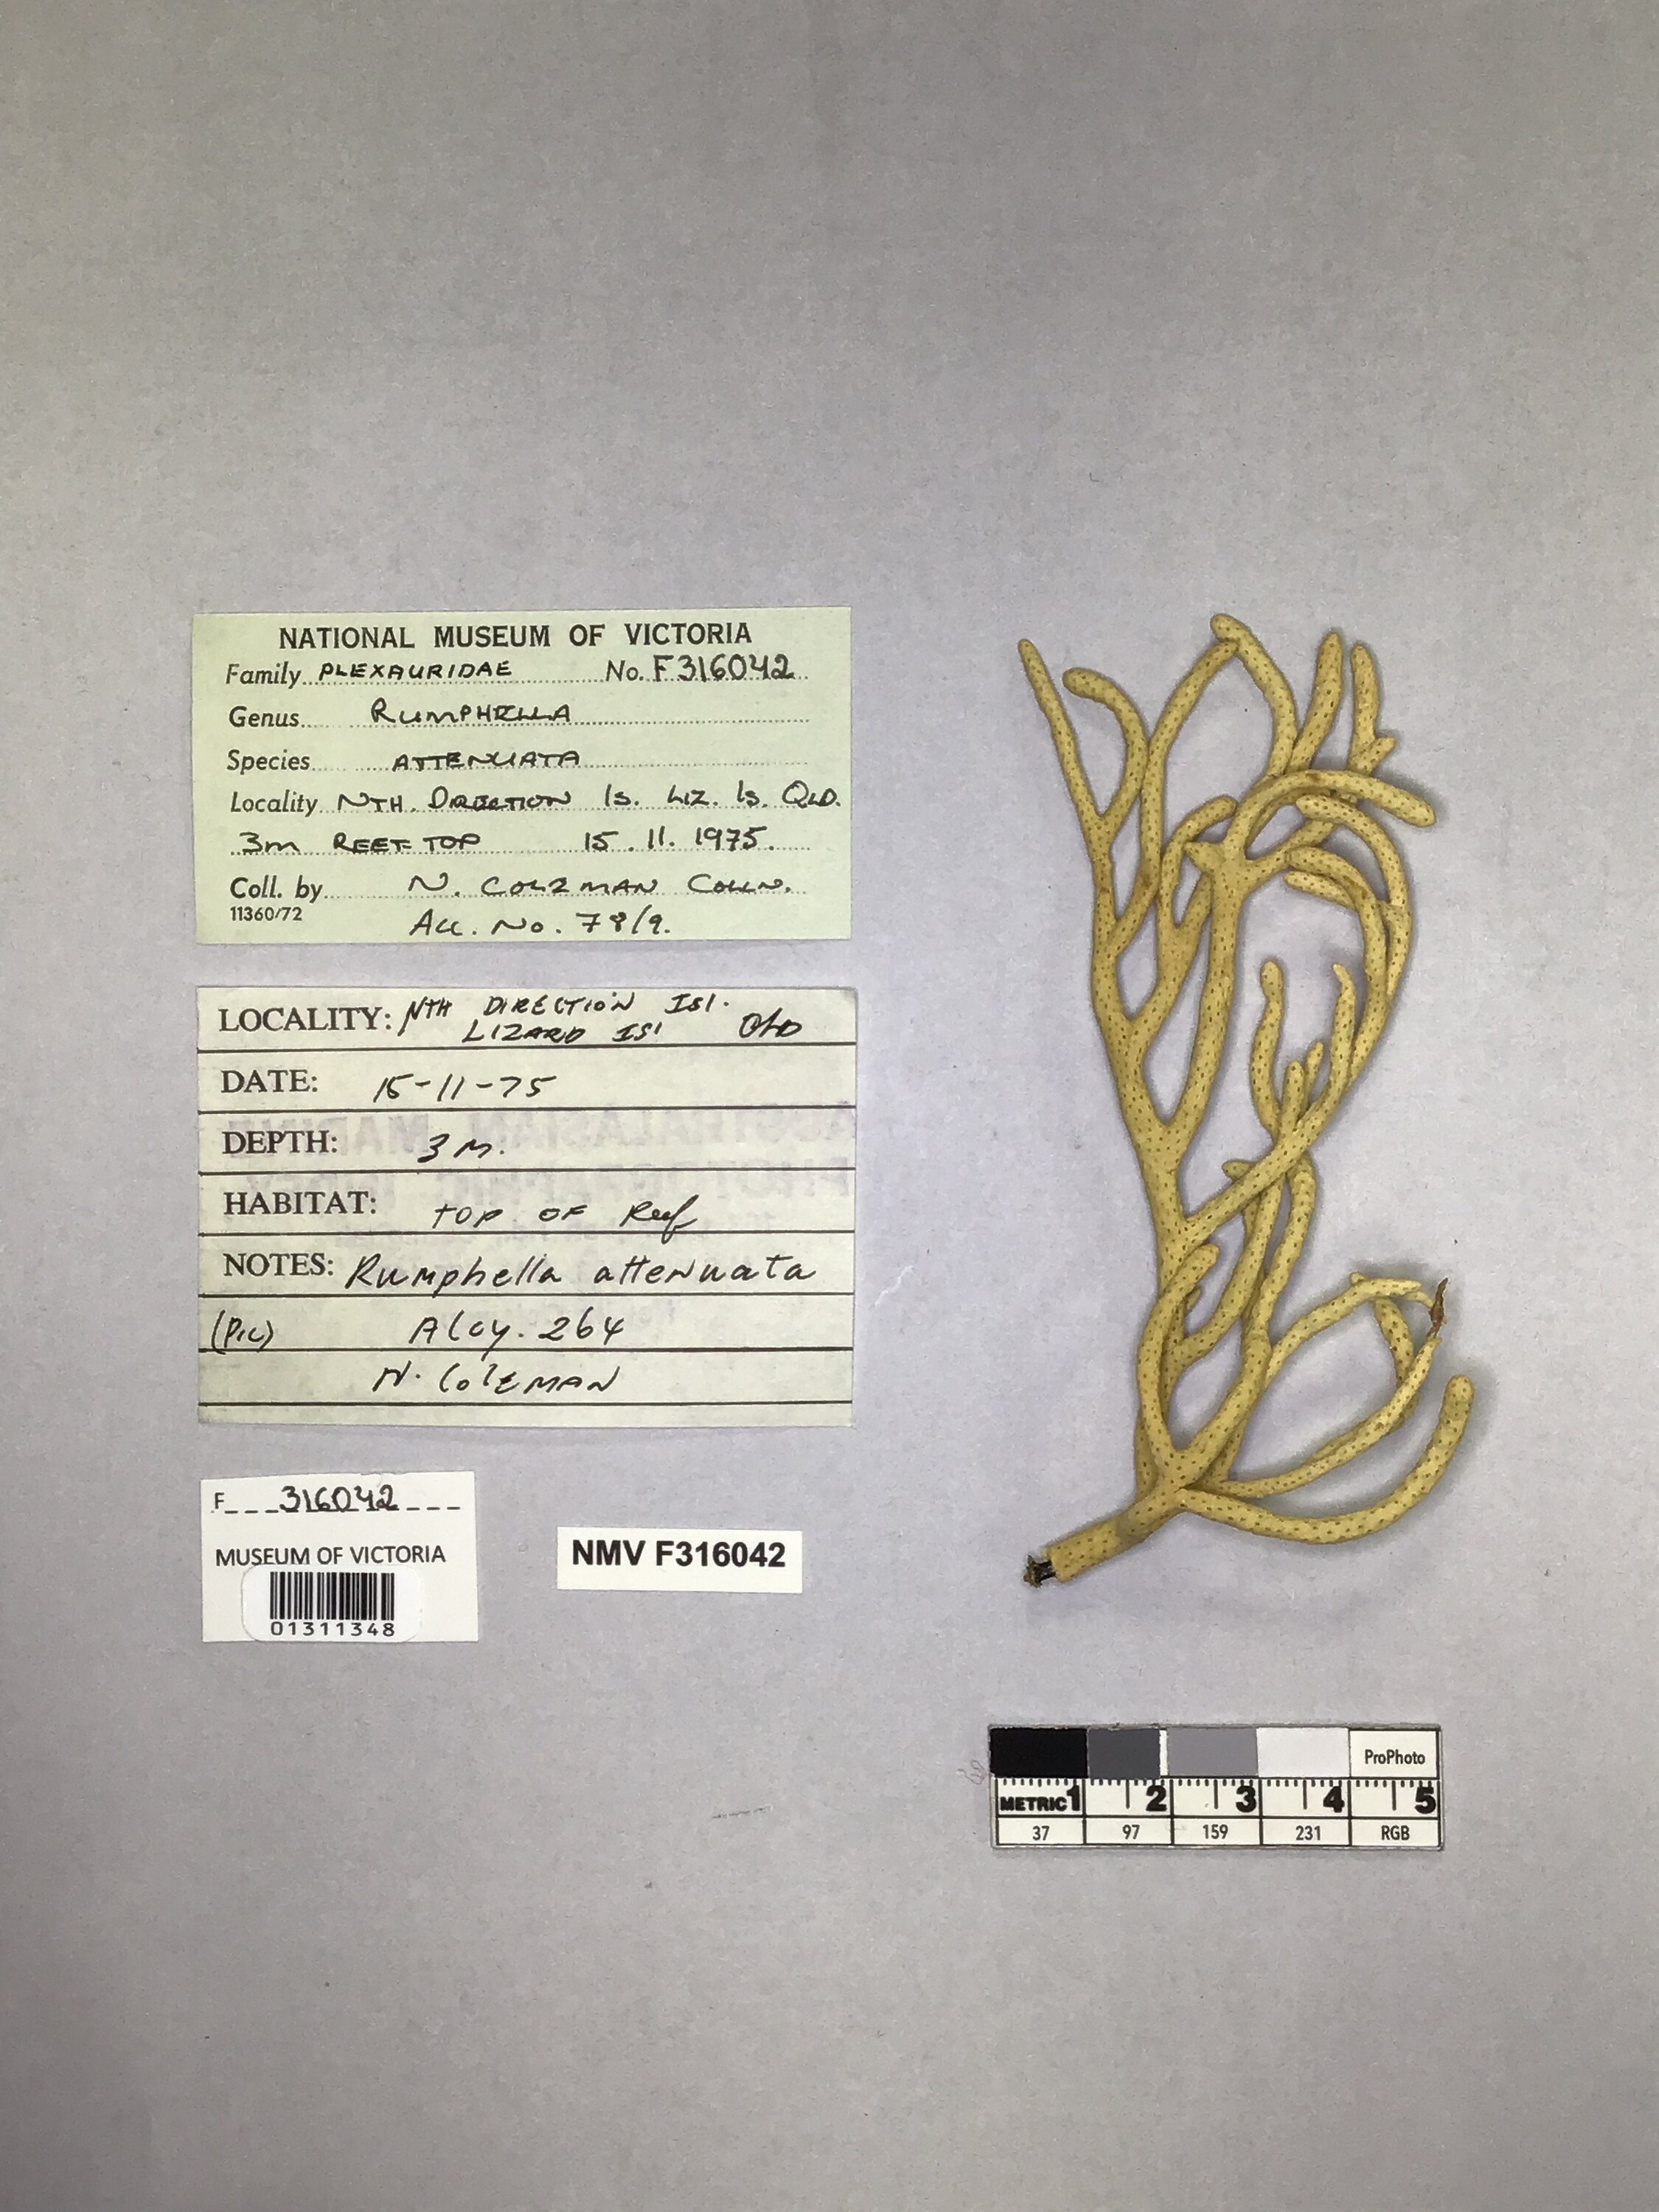 NATIONAL MUSEUM OF VICTORIA
Family PLEXAURIDAE No. F316042
Genus RUMPHELLA
Species ATTENUATA
Locality NTH. DIRECTION Is. LIZ. Is. QLD.
3m REEF TOP 15.11.1975.
Coll. by N. COLEMAN COLLN.
11360/72
Acc. No. 78/9.
LOCALITY: NTH DIRECTION ISl.
LIZARD ISl QLD
DATE: 15-11-75
DEPTH: 3 M.
HABITAT: TOP OF Reef
NOTES: Rumphella attenuata
(Pic) Alcy. 264
N. COLEMAN
F___316042___
MUSEUM OF VICTORIA
01311348
NMV F316042
ProPhoto
METRIC 1 2 3 4 5
37 97 159 231 RGB